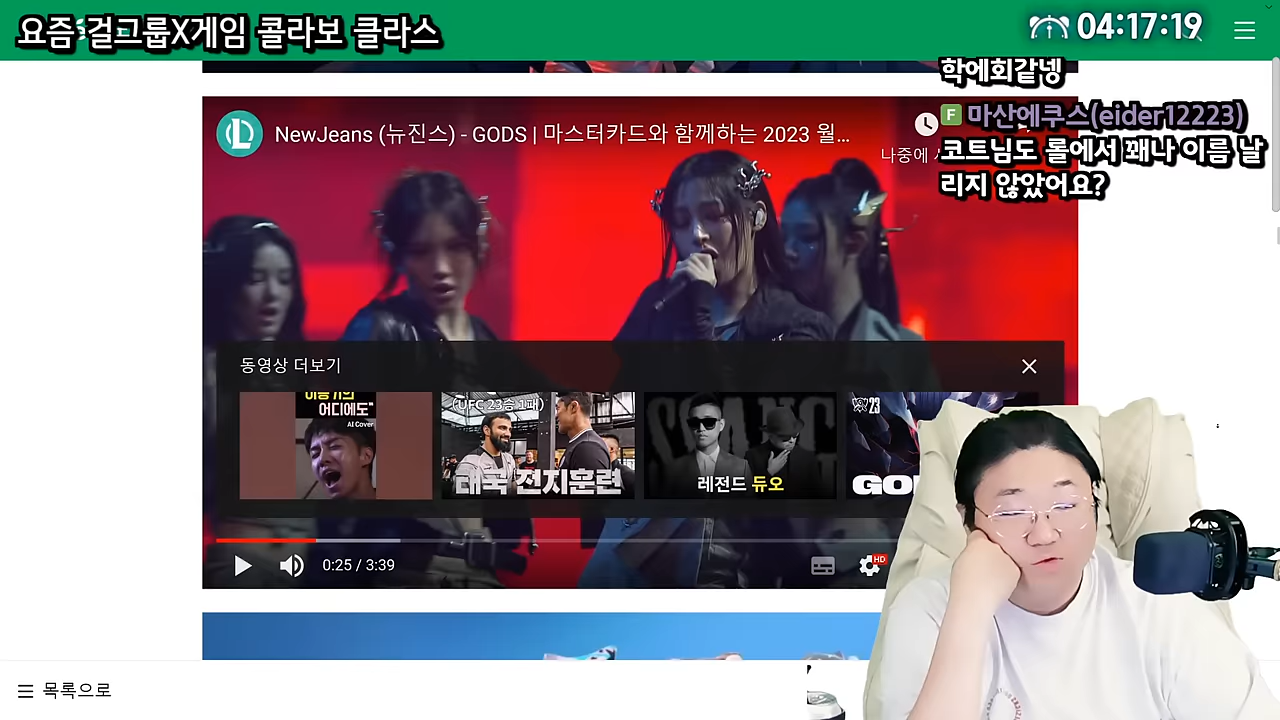 요즘 걸그룹X게임 콜라보 클라스
04:17:19
학예회같넹
F 마산에쿠스(eider12223)
코트님도 롤에서 꽤나 이름 날
리지 않았어요?
NewJeans (뉴진스) - GODS | 마스터카드와 함께하는 2023 월...
나중에
동영상 더보기
어디에도"
AI Cover
(UFC 23승 1패)
태국 전지훈련
레전드 듀오
23
GO
0:25 / 3:39
HD
목록으로